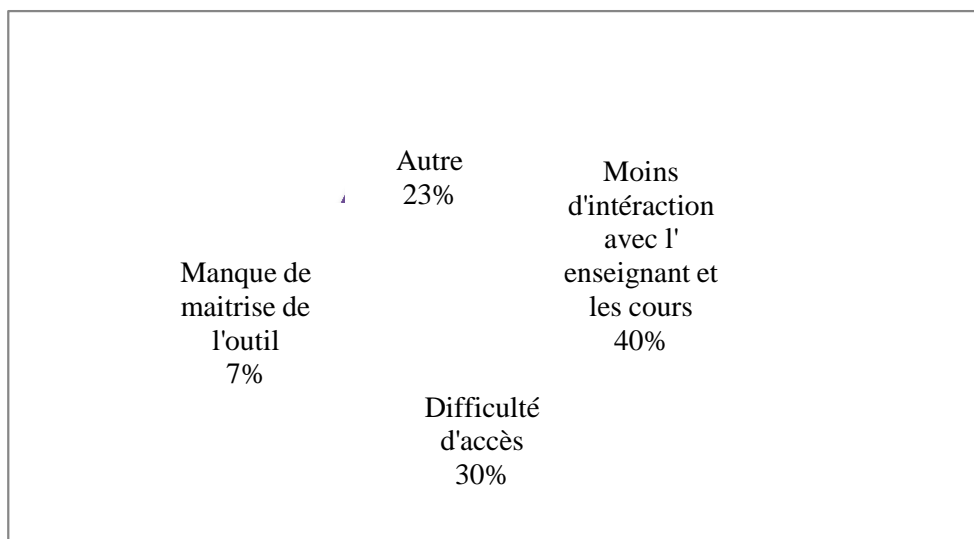 Autre
23%
Moins
d'intéraction
avec l'
enseignant et
les cours
40%
Manque de
maitrise de
l'outil
7%
Difficulté
d'accès
30%